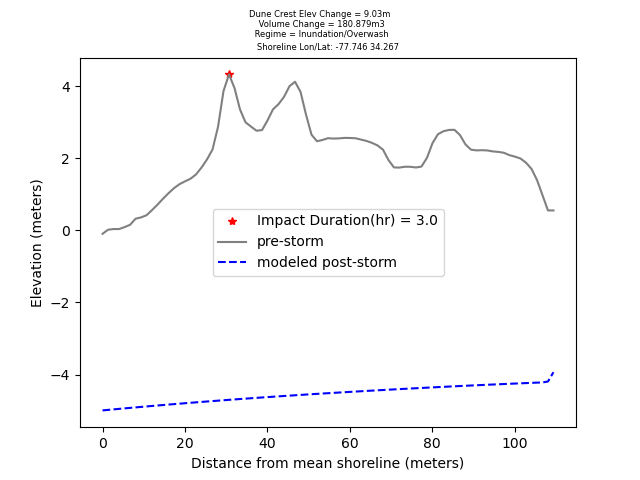 Dune Crest Elev Change = 9.03m
Volume Change = 180.879m3
Regime = Inundation/Overwash
Shoreline Lon/Lat: -77.746 34.267
4
2
0
−2
−4
Elevation (meters)
Impact Duration(hr) = 3.0
pre-storm
modeled post-storm
0 20 40 60 80 100
Distance from mean shoreline (meters)